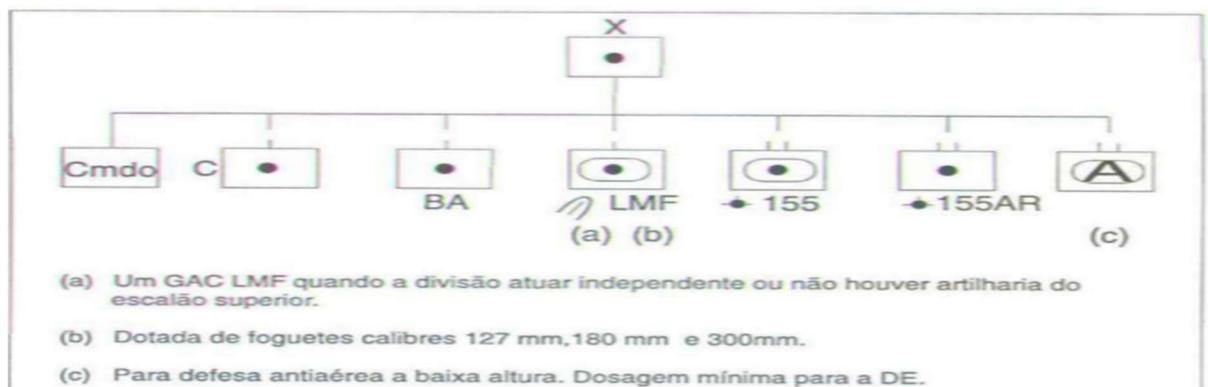 X
Cmdo
C
A
BA
LMF
155
155AR
(a) (b)
(c)
(a) Um GAC LMF quando a divisão atuar independente ou não houver artilharia do
escalão superior.
(b) Dotada de foguetes calibres 127 mm,180 mm e 300mm.
(c) Para defesa antiaérea a baixa altura. Dosagem mínima para a DE.